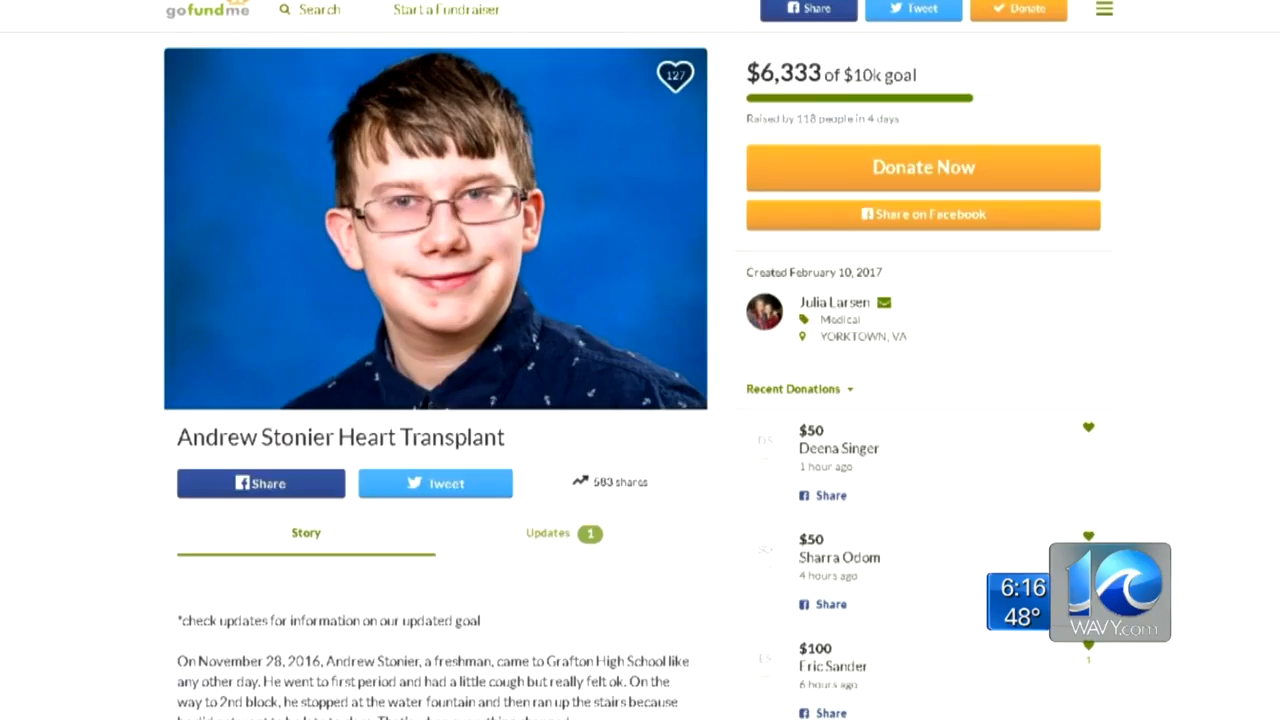 gofundme
Search
Start a Fundraiser
Share
Tweet
Donate
127
$6,333 of $10k goal
Raised by 118 people in 4 days
Donate Now
Share on Facebook
Created February 10, 2017
Julia Larsen
Medical
YORKTOWN, VA
Recent Donations
Andrew Stonier Heart Transplant
Share
Tweet
583 shares
Story
Updates 1
*check updates for information on our updated goal
On November 28, 2016, Andrew Stonier, a freshman, came to Grafton High School like
any other day. He went to first period and had a little cough but really felt ok. On the
way to 2nd block, he stopped at the water fountain and then ran up the stairs because
DS
$50
Deena Singer
1 hour ago
Share
SO
$50
Sharra Odom
4 hours ago
Share
ES
$100
Eric Sander
6 hours ago
Share
1
6:16
48°
10
WAVY.com